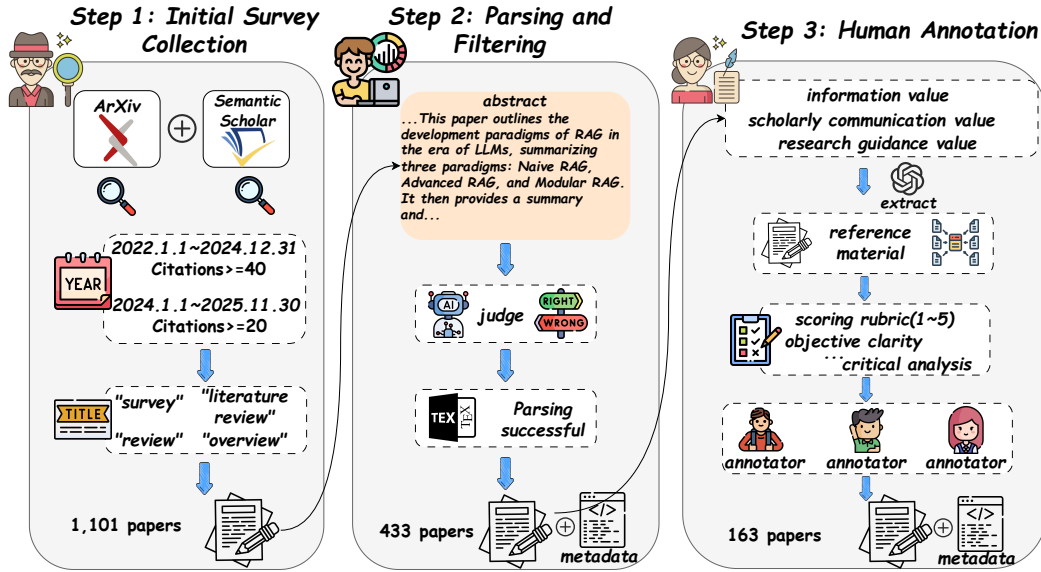 Step 1: Initial Survey
Collection
ArXiv
Semantic
Scholar
YEAR
2022.1.1~2024.12.31
Citations>=40
2024.1.1~2025.11.30
Citations>=20
TITLE
"survey"
"literature
review"
"review"
"overview"
1,101 papers
Step 2: Parsing and
Filtering
abstract
...This paper outlines the
development paradigms of RAG in
the era of LLMs, summarizing
three paradigms: Naive RAG,
Advanced RAG, and Modular RAG.
It then provides a summary
and...
AI
judge
RIGHT
WRONG
TEX
TEX
Parsing
successful
433 papers
</>
metadata
Step 3: Human Annotation
information value
scholarly communication value
research guidance value
extract
reference
material
scoring rubric(1~5)
objective clarity
...critical analysis
annotator
annotator
annotator
163 papers
</>
metadata